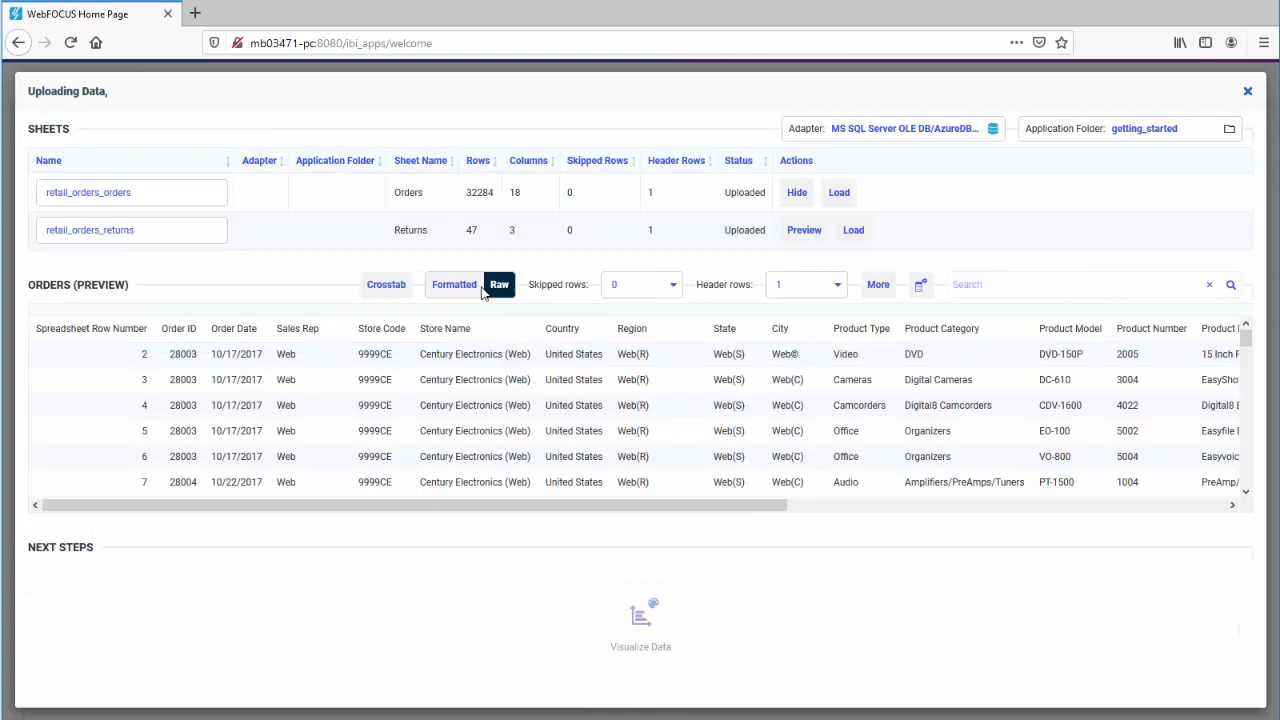 WebFOCUS Home Page
mb03471-pc:8080/ibi_apps/welcome
Uploading Data,
SHEETS
Adapter: MS SQL Server OLE DB/AzureDB...
Application Folder: getting_started
Name Adapter Application Folder Sheet Name Rows Columns Skipped Rows Header Rows Status Actions
retail_orders_orders Orders 32284 18 0 1 Uploaded Hide Load
retail_orders_returns Returns 47 3 0 1 Uploaded Preview Load
ORDERS (PREVIEW) Crosstab Formatted Raw Skipped rows: 0 Header rows: 1 More Search
Spreadsheet Row Number Order ID Order Date Sales Rep Store Code Store Name Country Region State City Product Type Product Category Product Model Product Number Product
2 28003 10/17/2017 Web 9999CE Century Electronics (Web) United States Web(R) Web(S) Web© Video DVD DVD-150P 2005 15 Inch F
3 28003 10/17/2017 Web 9999CE Century Electronics (Web) United States Web(R) Web(S) Web(C) Cameras Digital Cameras DC-610 3004 EasySho
4 28003 10/17/2017 Web 9999CE Century Electronics (Web) United States Web(R) Web(S) Web(C) Camcorders Digital8 Camcorders CDV-1600 4022 Digital8
5 28003 10/17/2017 Web 9999CE Century Electronics (Web) United States Web(R) Web(S) Web(C) Office Organizers EO-100 5002 Easyfile
6 28003 10/17/2017 Web 9999CE Century Electronics (Web) United States Web(R) Web(S) Web(C) Office Organizers VO-800 5004 Easyvoic
7 28004 10/22/2017 Web 9999CE Century Electronics (Web) United States Web(R) Web(S) Web(C) Audio Amplifiers/PreAmps/Tuners PT-1500 1004 PreAmp/
NEXT STEPS
Visualize Data